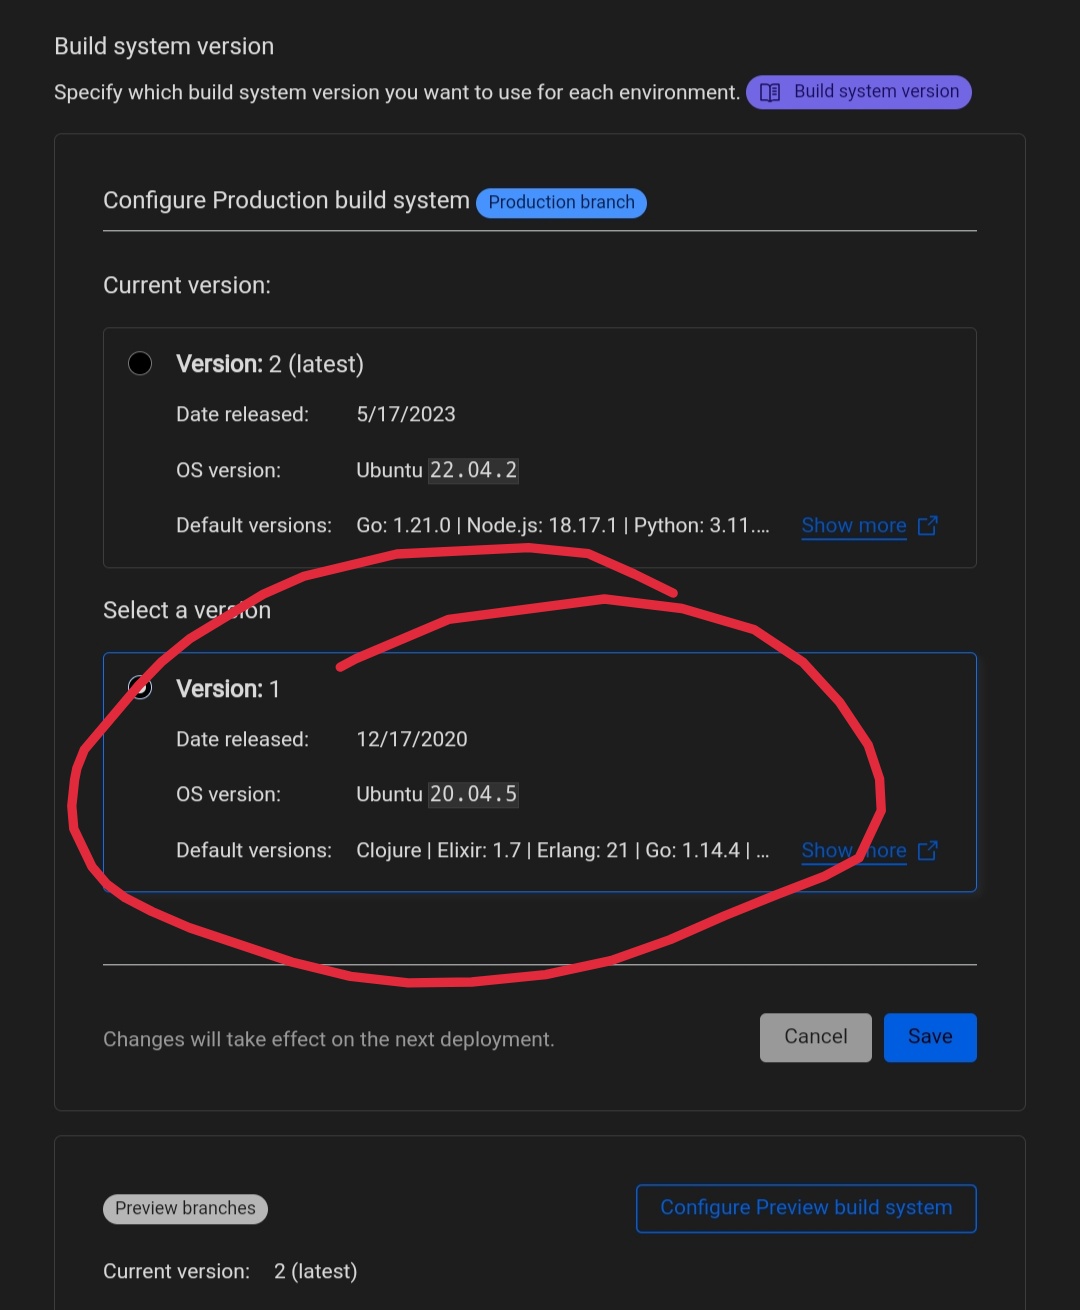 Build system version
Specify which build system version you want to use for each environment. Build system version
Configure Production build system Production branch
Current version:
Version: 2 (latest)
Date released: 5/17/2023
OS version: Ubuntu 22.04.2
Default versions: Go: 1.21.0 | Node.js: 18.17.1 | Python: 3.11.... Show more
Select a version
Version: 1
Date released: 12/17/2020
OS version: Ubuntu 20.04.5
Default versions: Clojure | Elixir: 1.7 | Erlang: 21 | Go: 1.14.4 | ... Show more
Changes will take effect on the next deployment. Cancel Save
Preview branches Configure Preview build system
Current version: 2 (latest)